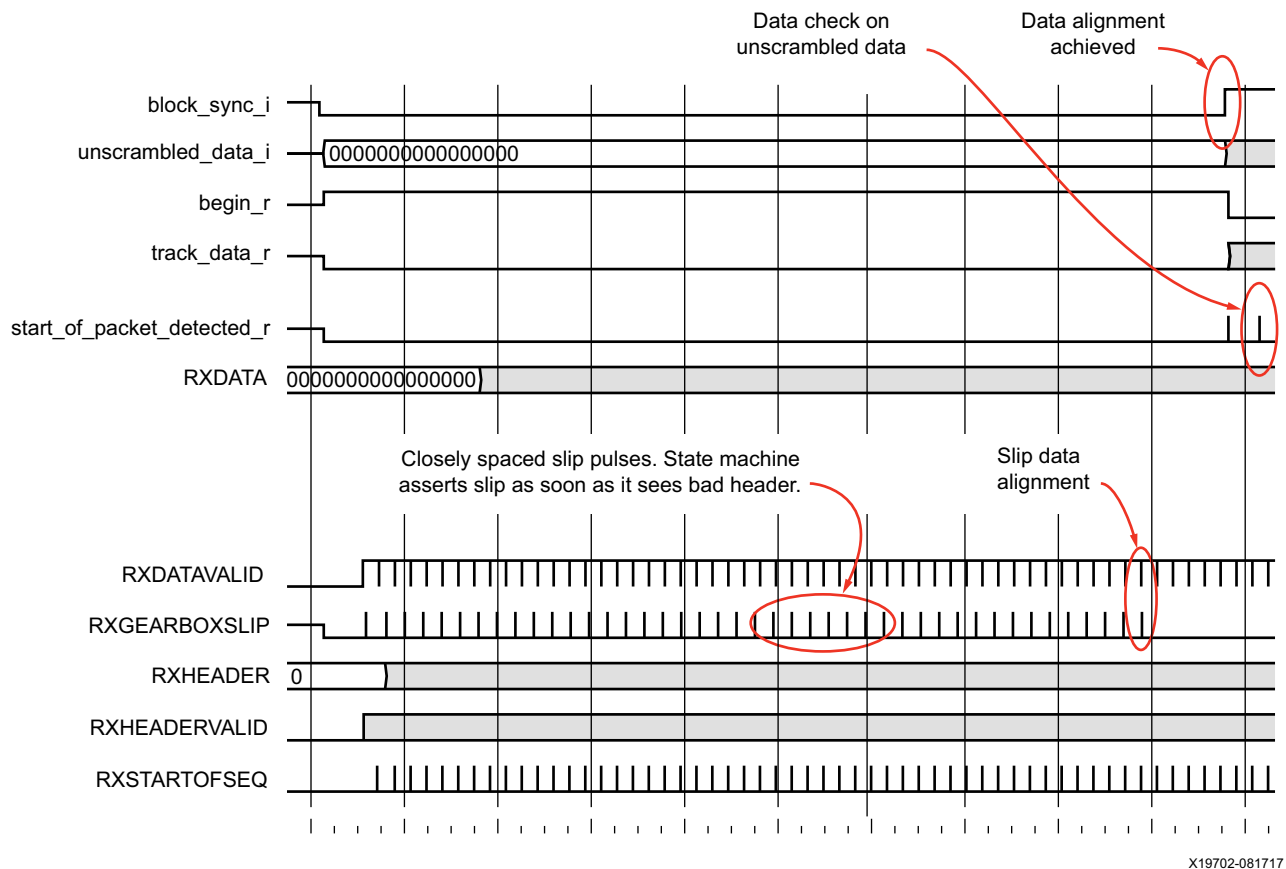 Data check on
unscrambled data
Data alignment
achieved
block_sync_i
unscrambled_data_i
0000000000000000
begin_r
track_data_r
start_of_packet_detected_r
RXDATA
0000000000000000
Closely spaced slip pulses. State machine
asserts slip as soon as it sees bad header.
Slip data
alignment
RXDATAVALID
RXGEARBOXSLIP
RXHEADER
0
RXHEADERVALID
RXSTARTOFSEQ
X19702-081717